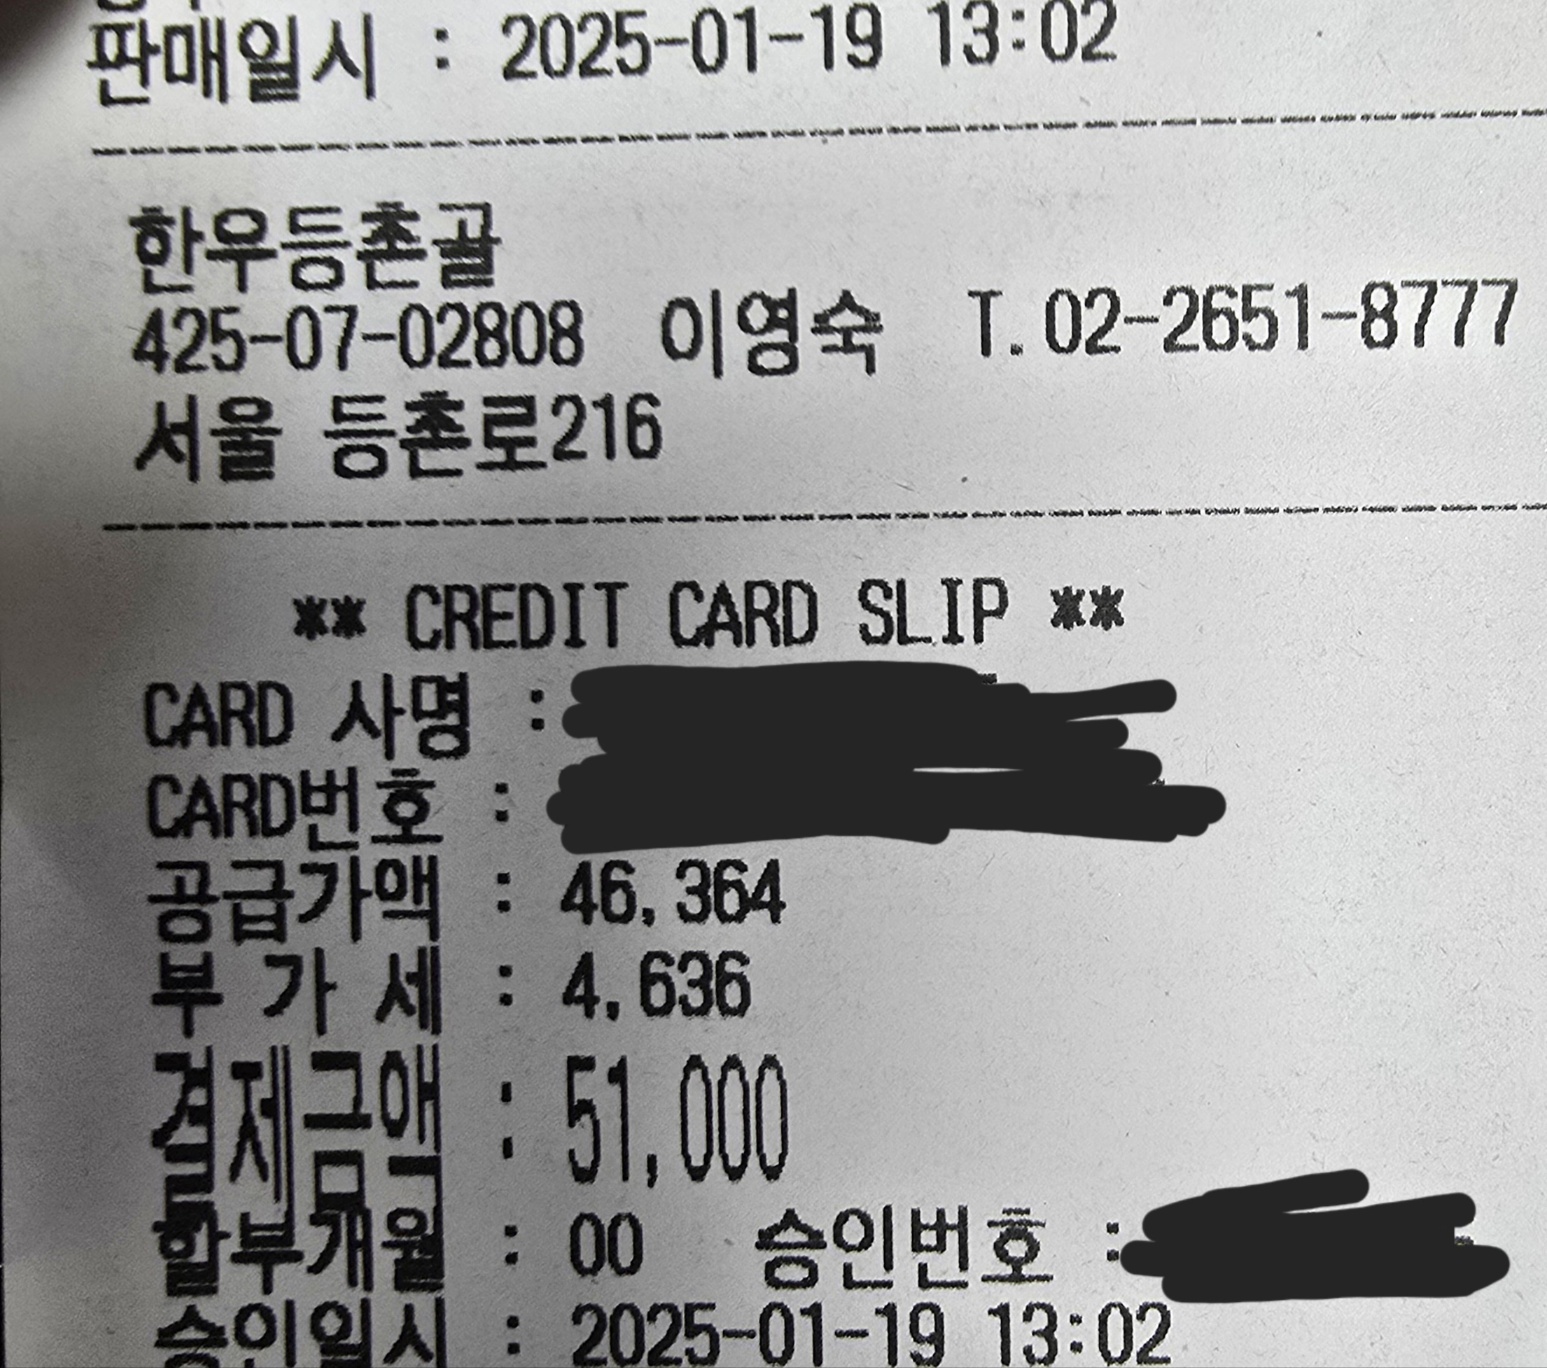 판매일시 : 2025-01-19 13:02
한우등촌골
425-07-02808 이영숙 T.02-2651-8777
서울 등촌로216
** CREDIT CARD SLIP **
CARD 사명 :
CARD번호 :
공급가액 : 46,364
부 가 세 : 4,636
결제금액 : 51,000
할부개월 : 00 승인번호 :
승인일시 : 2025-01-19 13:02